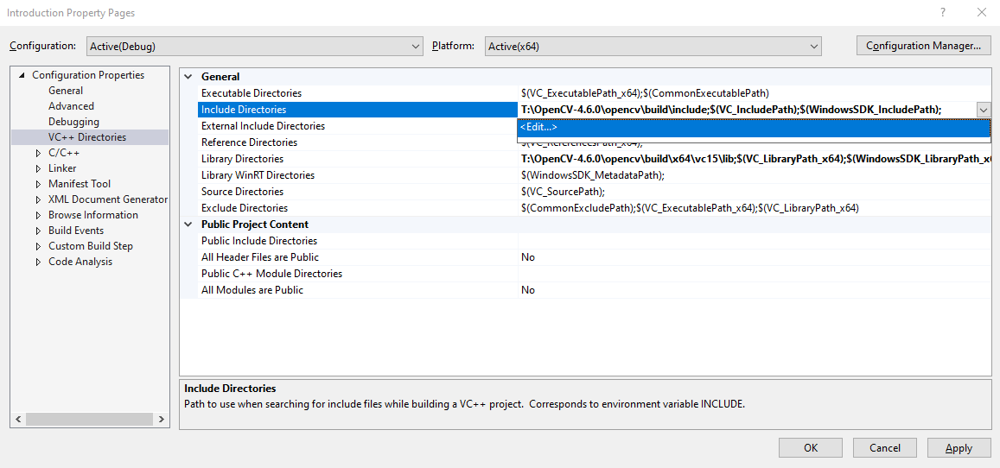 Introduction Property Pages
Configuration: Active(Debug) Platform: Active(x64) Configuration Manager...
Configuration Properties
General
Advanced
Debugging
VC++ Directories
C/C++
Linker
Manifest Tool
XML Document Generator
Browse Information
Build Events
Custom Build Step
Code Analysis
General
Executable Directories $(VC_ExecutablePath_x64);$(CommonExecutablePath)
Include Directories T:\OpenCV-4.6.0\opencv\build\include;$(VC_IncludePath);$(WindowsSDK_IncludePath);
External Include Directories <Edit...>
Reference Directories $(VC_ReferencesPath_x64);
Library Directories T:\OpenCV-4.6.0\opencv\build\x64\vc15\lib;$(VC_LibraryPath_x64);$(WindowsSDK_LibraryPath_x6
Library WinRT Directories $(WindowsSDK_MetadataPath);
Source Directories $(VC_SourcePath);
Exclude Directories $(CommonExcludePath);$(VC_ExecutablePath_x64);$(VC_LibraryPath_x64)
Public Project Content
Public Include Directories
All Header Files are Public No
Public C++ Module Directories
All Modules are Public No
Include Directories
Path to use when searching for include files while building a VC++ project. Corresponds to environment variable INCLUDE.
OK Cancel Apply